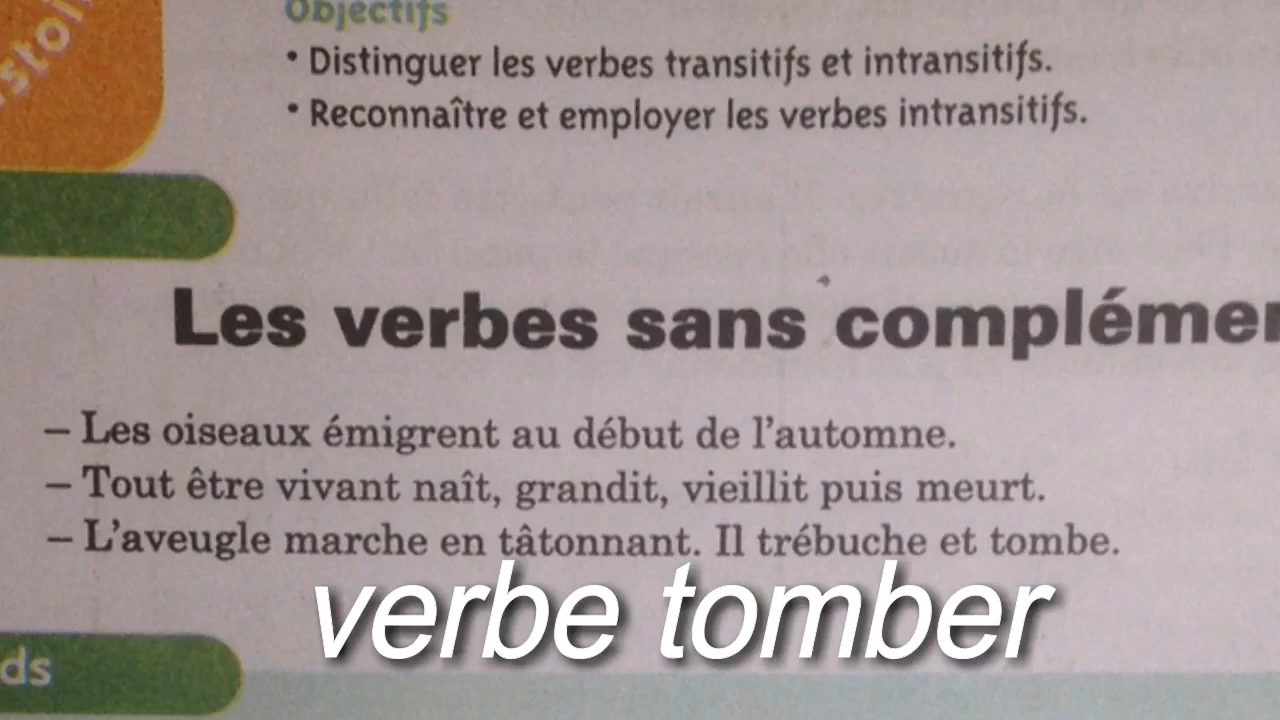 Objectifs
• Distinguer les verbes transitifs et intransitifs.
• Reconnaître et employer les verbes intransitifs.
Les verbes sans
– Les oiseaux émigrent au début de l'automne.
– Tout être vivant naît, grandit, vieillit puis meurt.
– L'aveugle marche en tâtonnant. Il trébuche et tombe.
verbe tomber
ds